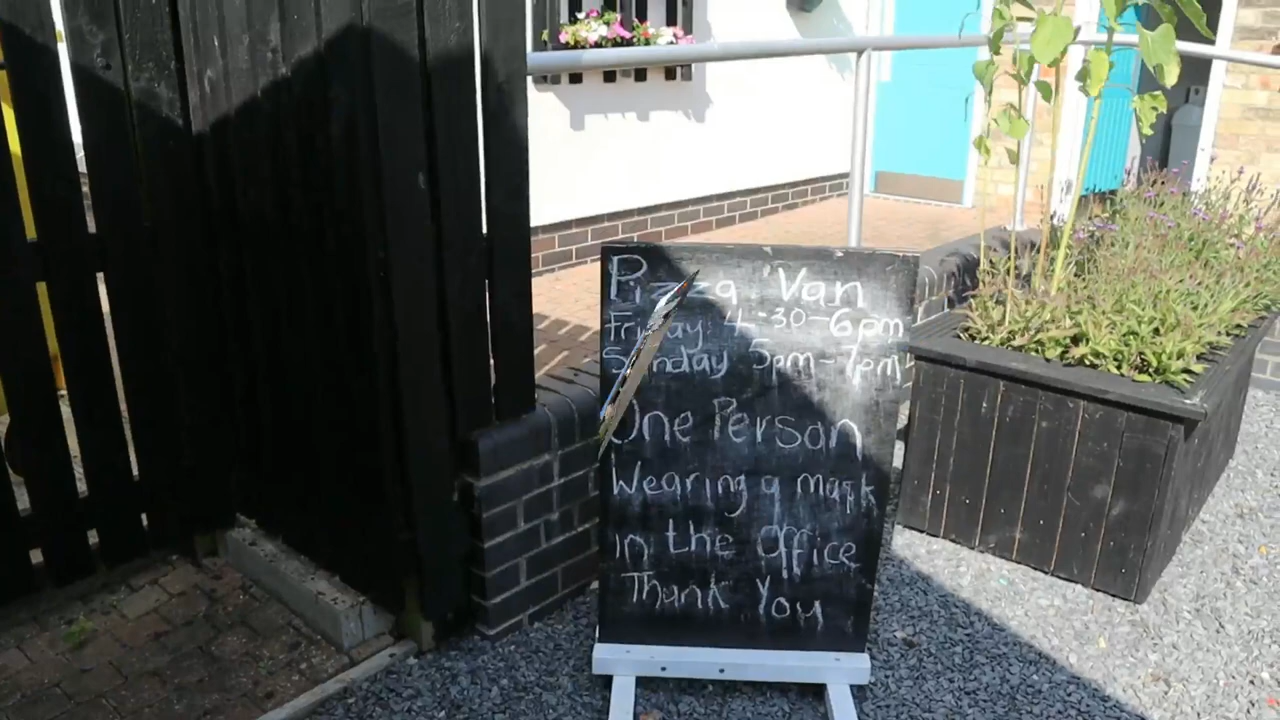 Pizza Van
Friday 4-30-6pm
Sunday 5pm-7pm
One Person
Wearing a mask
in the office
Thank You